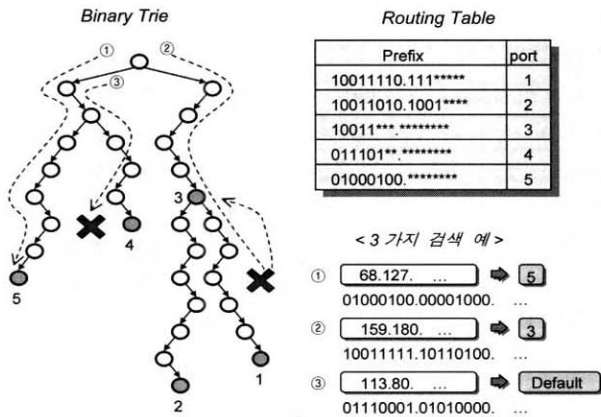 Binary Trie
①
②
③
3
4
5
1
2
Routing Table
Prefix port
10011110.111***** 1
10011010.1001**** 2
10011***.******** 3
011101**.******** 4
01000100.******** 5
< 3 가지 검색 예 >
① 68.127. ... 5
01000100.00001000. ...
② 159.180. ... 3
10011111.10110100. ...
③ 113.80. ... Default
01110001.01010000. ...